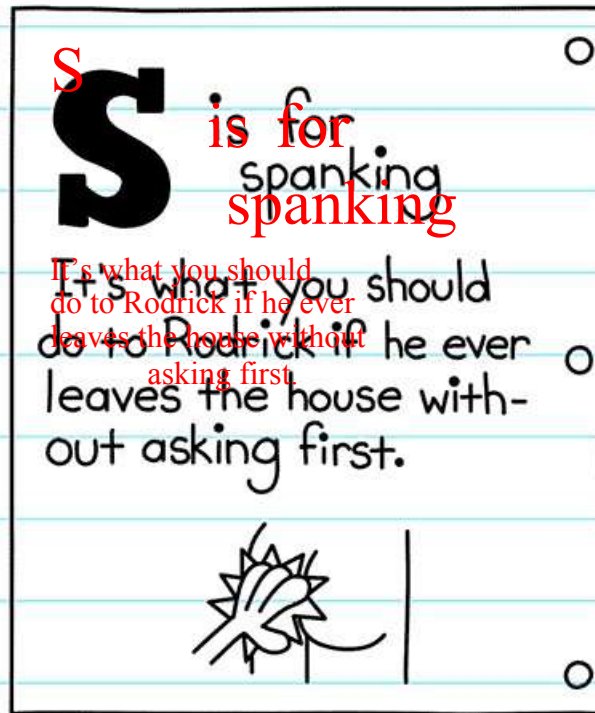 S is for
spanking
It's what you should
do to Rodrick if he ever
leaves the house with-
out asking first.
S
is for
spanking
It's what you should
do to Rodrick if he ever
leaves the house without
asking first.